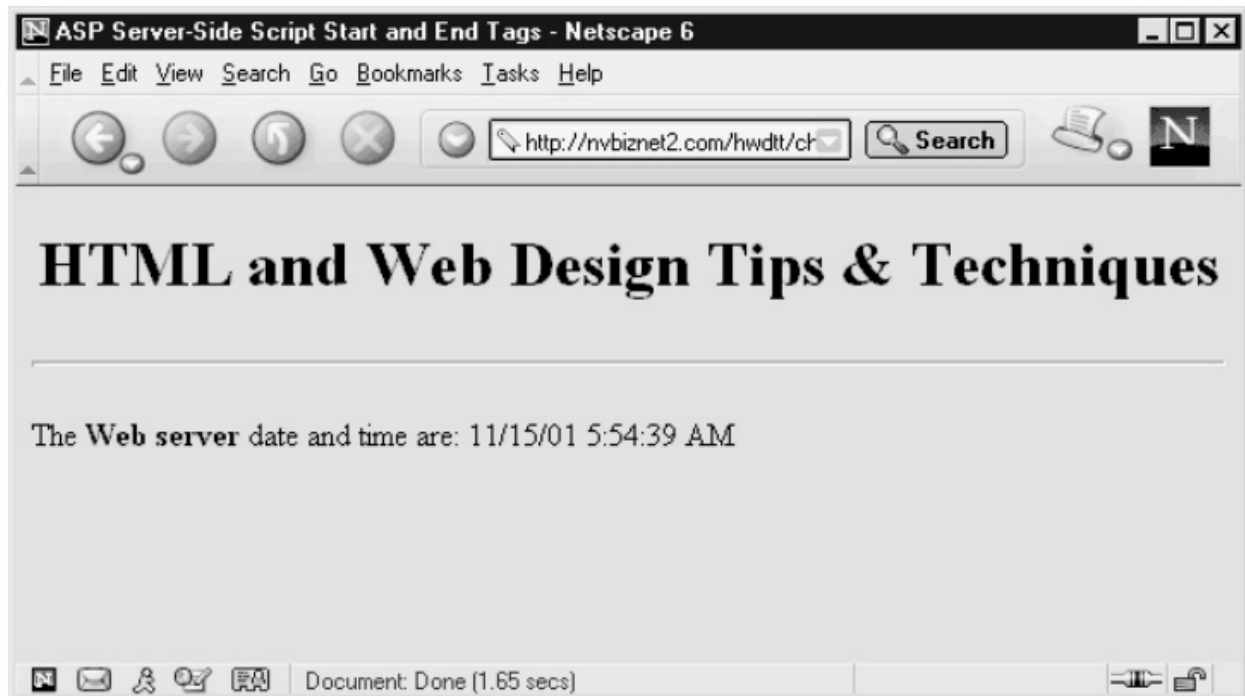 N ASP Server-Side Script Start and End Tags - Netscape 6
File Edit View Search Go Bookmarks Tasks Help
http://nvbiznet2.com/hwdtt/ch Search N
HTML and Web Design Tips & Techniques
The Web server date and time are: 11/15/01 5:54:39 AM
N Document: Done (1.65 secs)